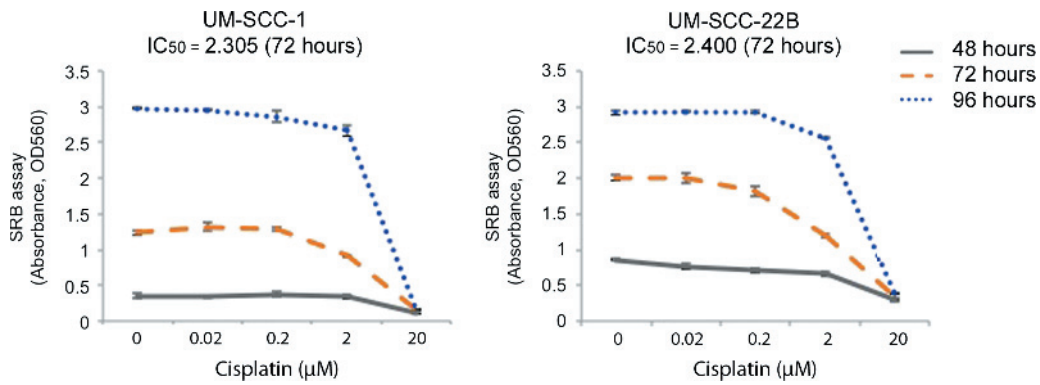 UM-SCC-1
IC50 = 2.305 (72 hours)
SRB assay
(Absorbance, OD560)
3.5
3
2.5
2
1.5
1
0.5
0
0 0.02 0.2 2 20
Cisplatin (μM)
UM-SCC-22B
IC50 = 2.400 (72 hours)
SRB assay
(Absorbance, OD560)
3.5
3
2.5
2
1.5
1
0.5
0
0 0.02 0.2 2 20
Cisplatin (μM)
48 hours
72 hours
96 hours